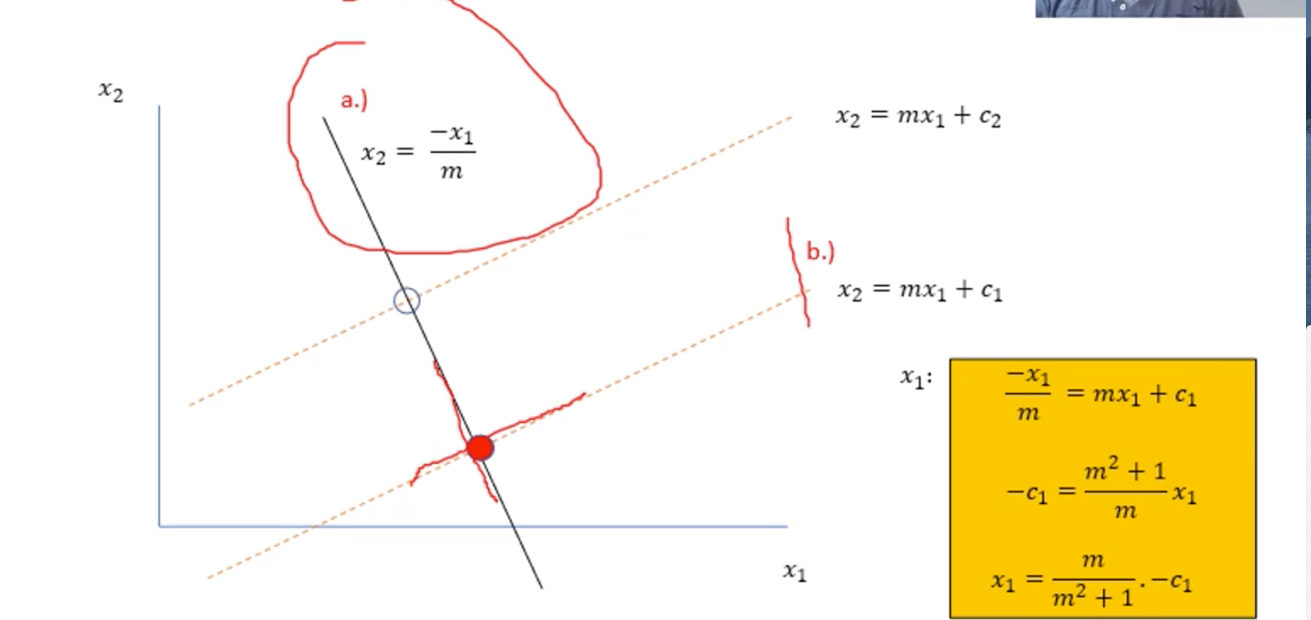 x₂
a.)
x₂ = −x₁/m
x₂ = mx₁ + c₂
b.)
x₂ = mx₁ + c₁
x₁:
−x₁/m = mx₁ + c₁
−c₁ = (m² + 1)/m x₁
x₁ = m/(m² + 1) . −c₁
x₁